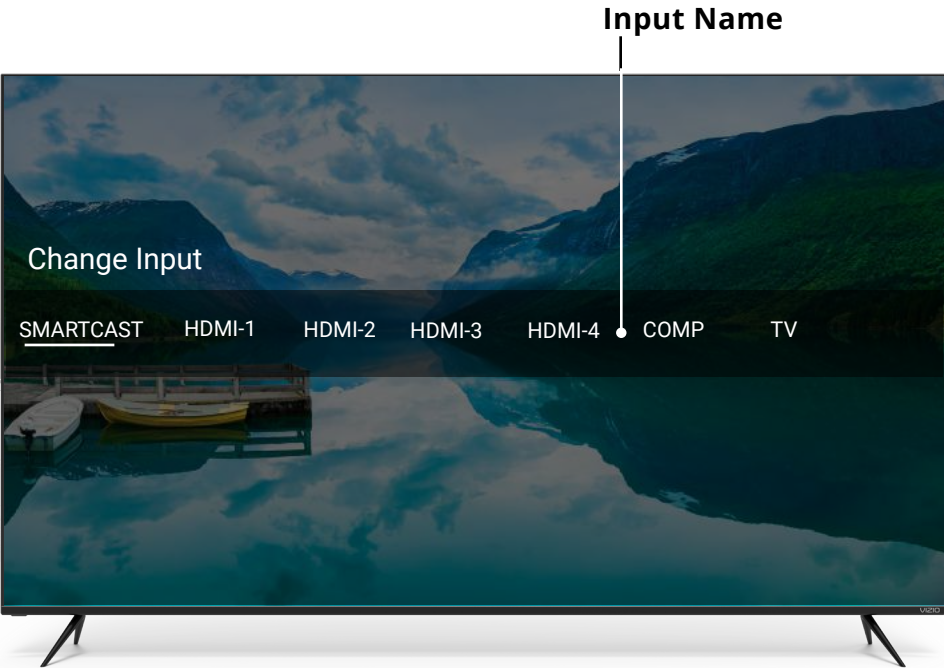 Input Name
Change Input
SMARTCAST HDMI-1 HDMI-2 HDMI-3 HDMI-4 COMP TV
VIZIO